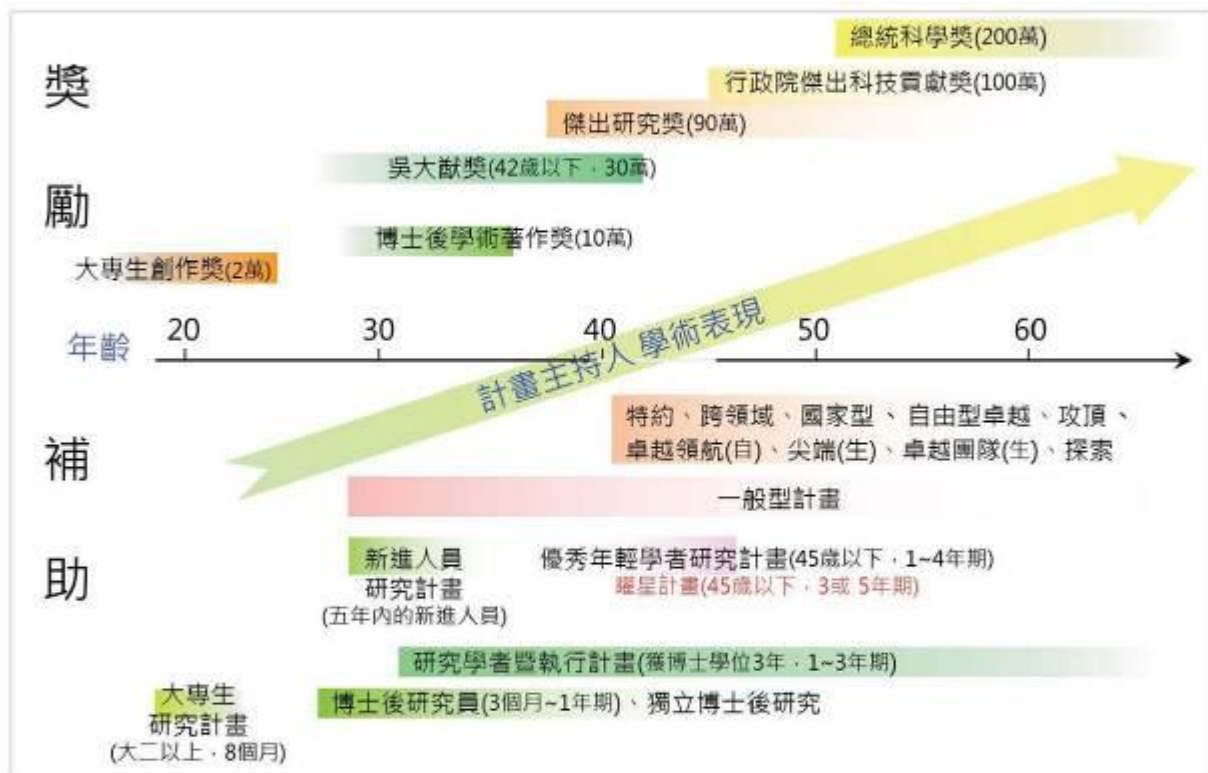 總統科學獎(200萬)
行政院傑出科技貢獻獎(100萬)
傑出研究獎(90萬)
吳大猷獎(42歲以下，30萬)
博士後學術著作獎(10萬)
大專生創作獎(2萬)
獎
勵
年齡
20 30 40 50 60
計畫主持人 學術表現
補
助
特約、跨領域、國家型、自由型卓越、攻頂、
卓越領航(自)、尖端(生)、卓越團隊(生)、探索
一般型計畫
新進人員
研究計畫
(五年內的新進人員)
優秀年輕學者研究計畫(45歲以下，1~4年期)
曜星計畫(45歲以下，3或 5年期)
研究學者暨執行計畫(獲博士學位3年，1~3年期)
大專生
研究計畫
(大二以上，8個月)
博士後研究員(3個月~1年期)、獨立博士後研究